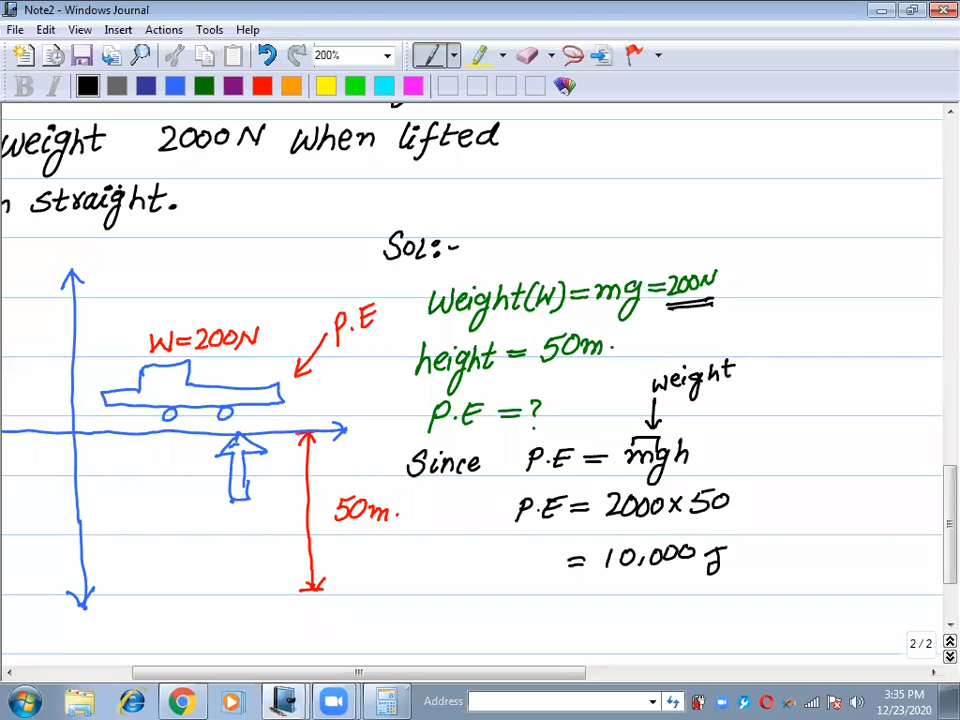 Note2 - Windows Journal
File Edit View Insert Actions Tools Help
200%
B I
weight 2000N when lifted
straight.
Sol:-
Weight(W) = mg = 200N
W=200N
P.E
height = 50m.
weight
P.E = ?
Since P.E = mgh
P.E = 2000 x 50
50m.
= 10,000 J
2 / 2
Address
3:35 PM
12/23/2020